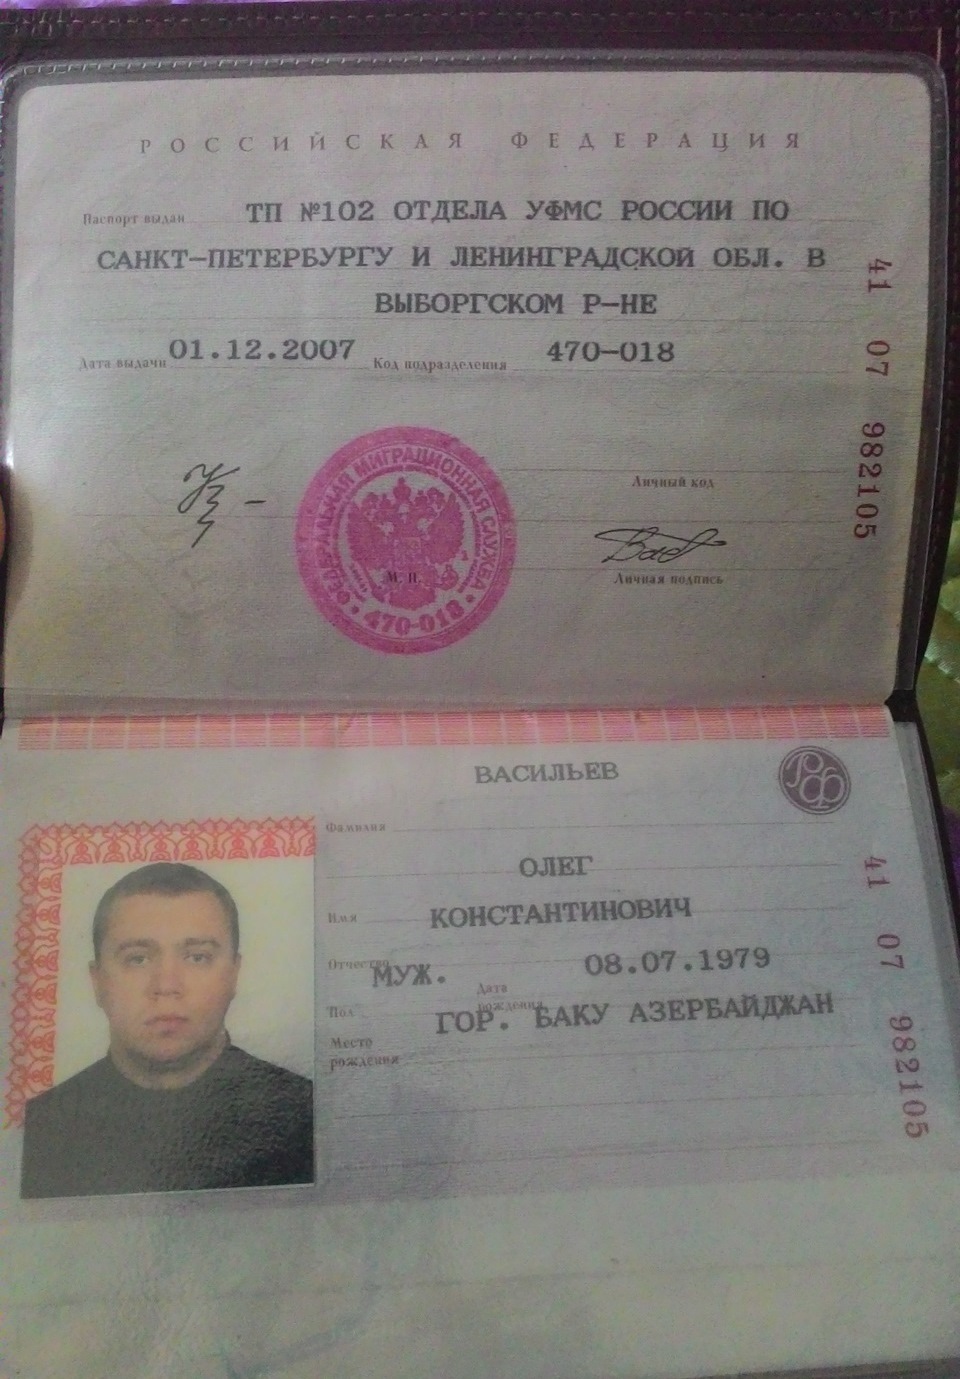 РОССИЙСКАЯ ФЕДЕРАЦИЯ
Паспорт выдан ТП №102 ОТДЕЛА УФМС РОССИИ ПО
САНКТ-ПЕТЕРБУРГУ И ЛЕНИНГРАДСКОЙ ОБЛ. В
ВЫБОРГСКОМ Р-НЕ
Дата выдачи 01.12.2007 Код подразделения 470-018
41 07 982105
ФЕДЕРАЛЬНАЯ МИГРАЦИОННАЯ СЛУЖБА
М. П.
470-018
Личный код
Личная подпись
ВАСИЛЬЕВ
РФ
Фамилия
ОЛЕГ
Имя
КОНСТАНТИНОВИЧ
Отчество
МУЖ. Дата рождения 08.07.1979
Пол
ГОР. БАКУ АЗЕРБАЙДЖАН
Место
рождения
41 07 982105